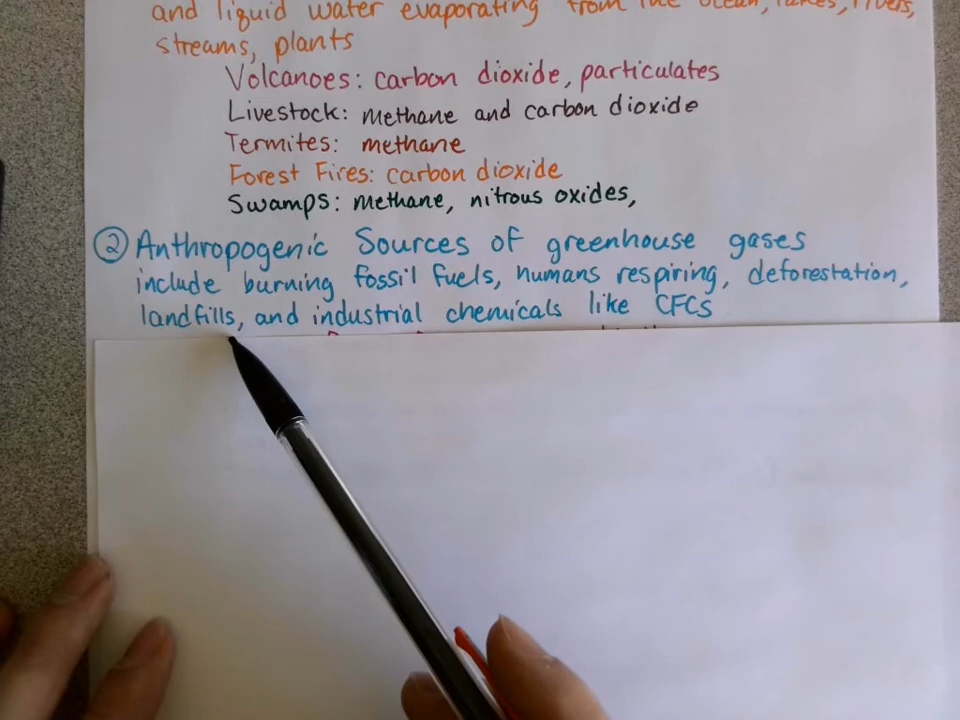 and liquid water evaporating from the ocean, lakes, rivers,
streams, plants
Volcanoes: carbon dioxide, particulates
Livestock: methane and carbon dioxide
Termites: methane
Forest Fires: carbon dioxide
Swamps: methane, nitrous oxides,
② Anthropogenic Sources of greenhouse gases
include burning fossil fuels, humans respiring, deforestation,
landfills, and industrial chemicals like CFCs